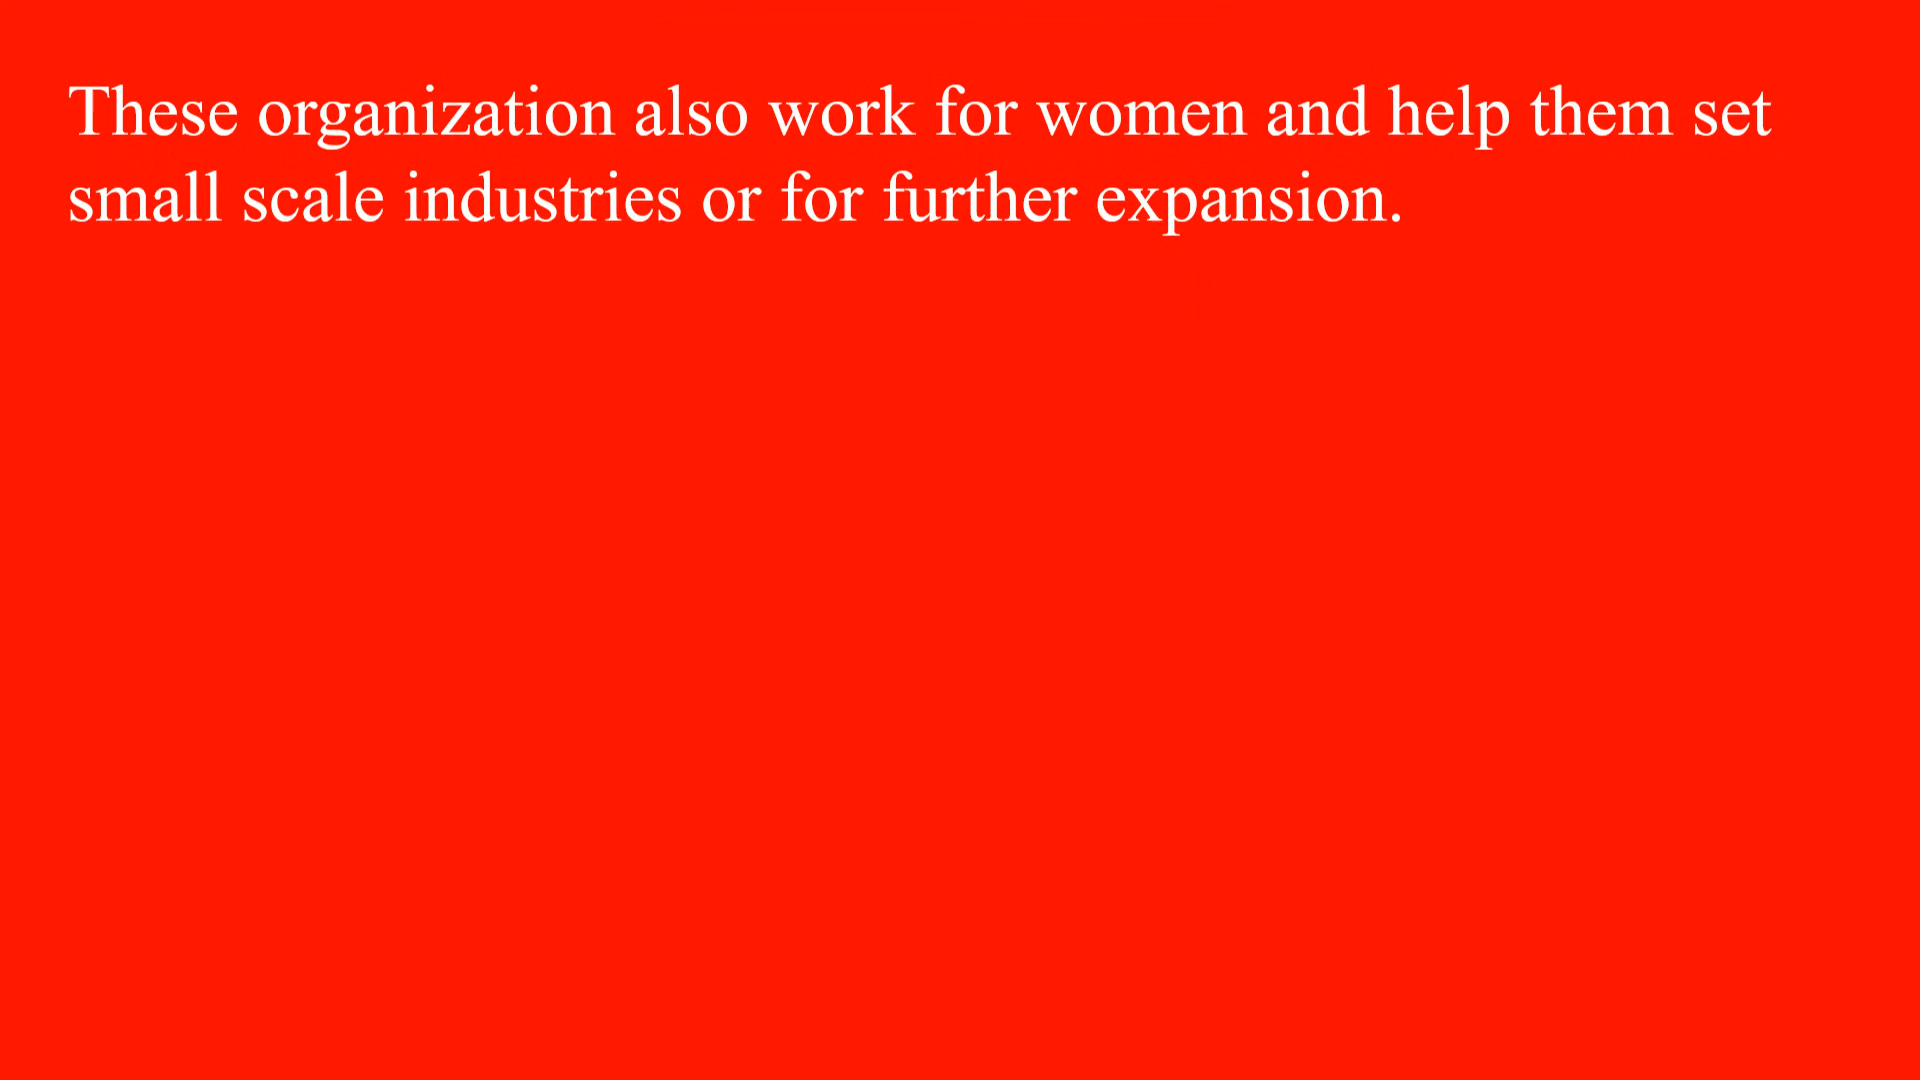 These organization also work for women and help them set
small scale industries or for further expansion.